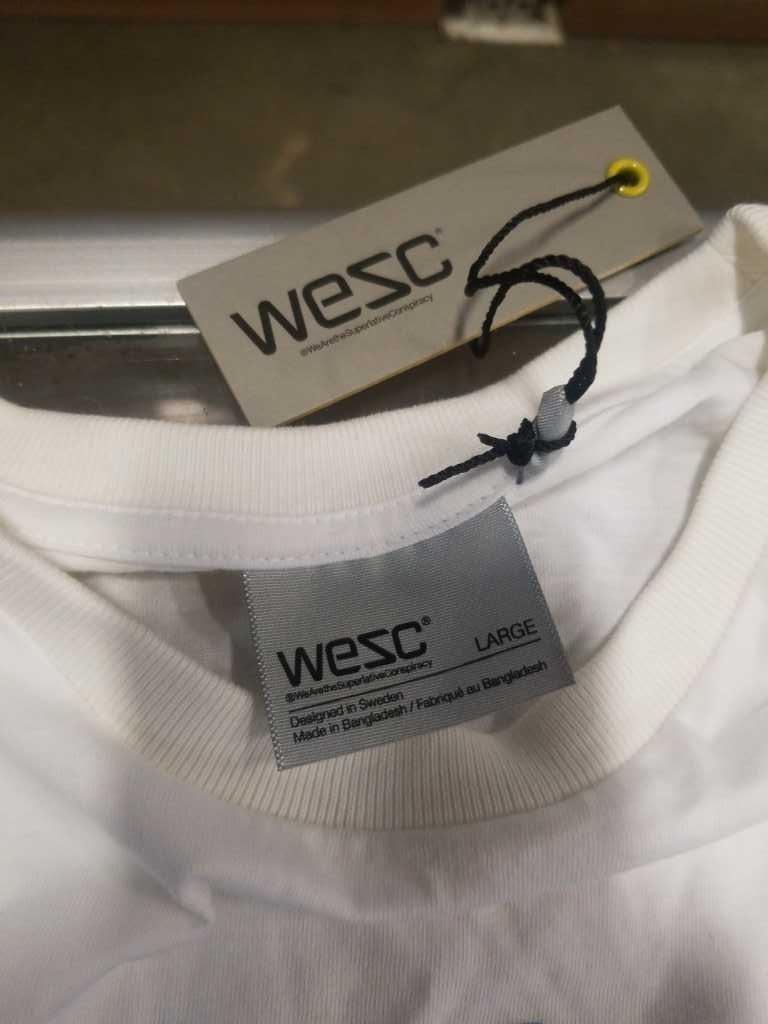 wesc®
®WeAretheSuperlativeConspiracy
wesc®
LARGE
®WeAretheSuperlativeConspiracy
Designed in Sweden
Made in Bangladesh / Fabriqué au Bangladesh